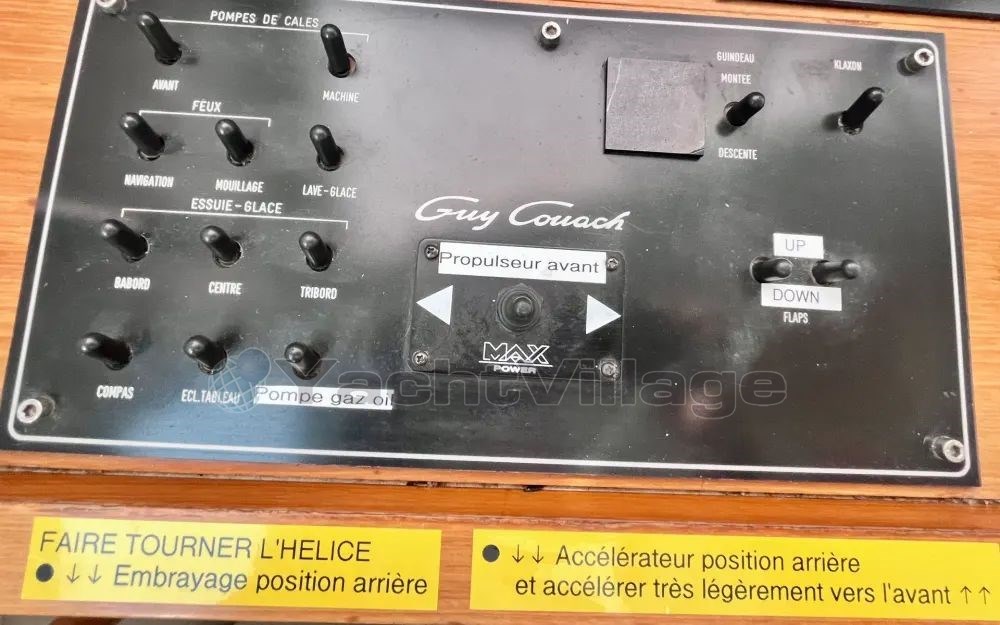 POMPES DE CALES
AVANT
MACHINE
FEUX
NAVIGATION
MOUILLAGE
LAVE-GLACE
ESSUIE-GLACE
BABORD
CENTRE
TRIBORD
COMPAS
ECL.TABLEAU
Pompe gaz oil
GUINDEAU
MONTEE
DESCENTE
KLAXON
Guy Couach
Propulseur avant
MAX
POWER
UP
DOWN
FLAPS
YachtVillage
FAIRE TOURNER L'HELICE
● ↓↓ Embrayage position arrière
● ↓↓ Accélérateur position arrière
et accélérer très légèrement vers l'avant ↑↑